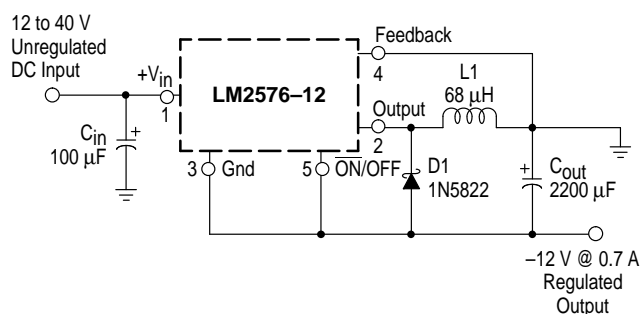 12 to 40 V
Unregulated
DC Input
+Vin
1
Cin
100 μF
+
LM2576–12
Feedback
4
Output
2
L1
68 μH
3
Gnd
5
ON/OFF
D1
1N5822
+
Cout
2200 μF
–12 V @ 0.7 A
Regulated
Output